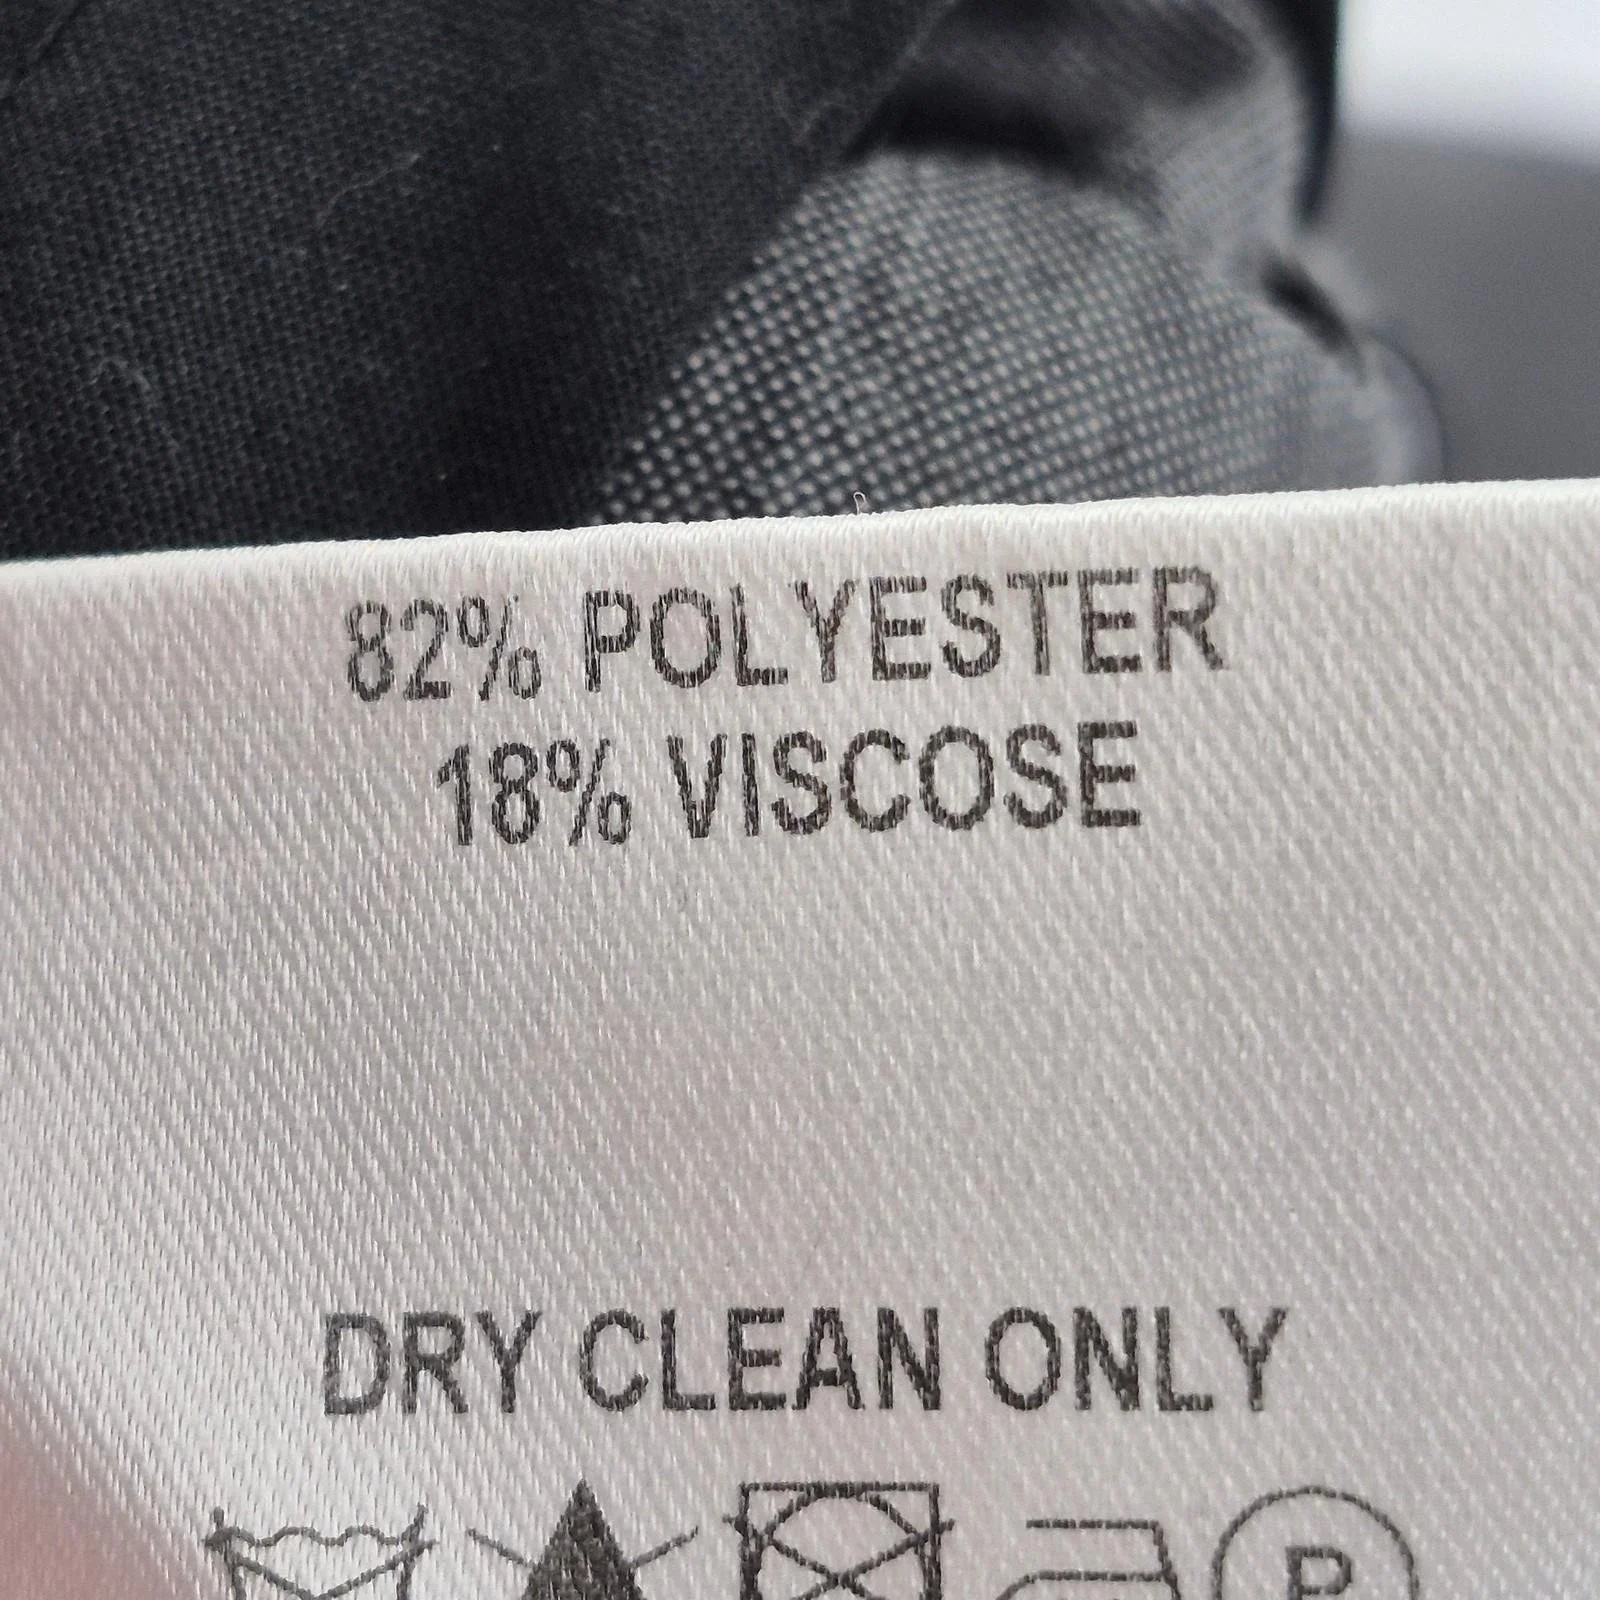 82% POLYESTER
18% VISCOSE
DRY CLEAN ONLY
P